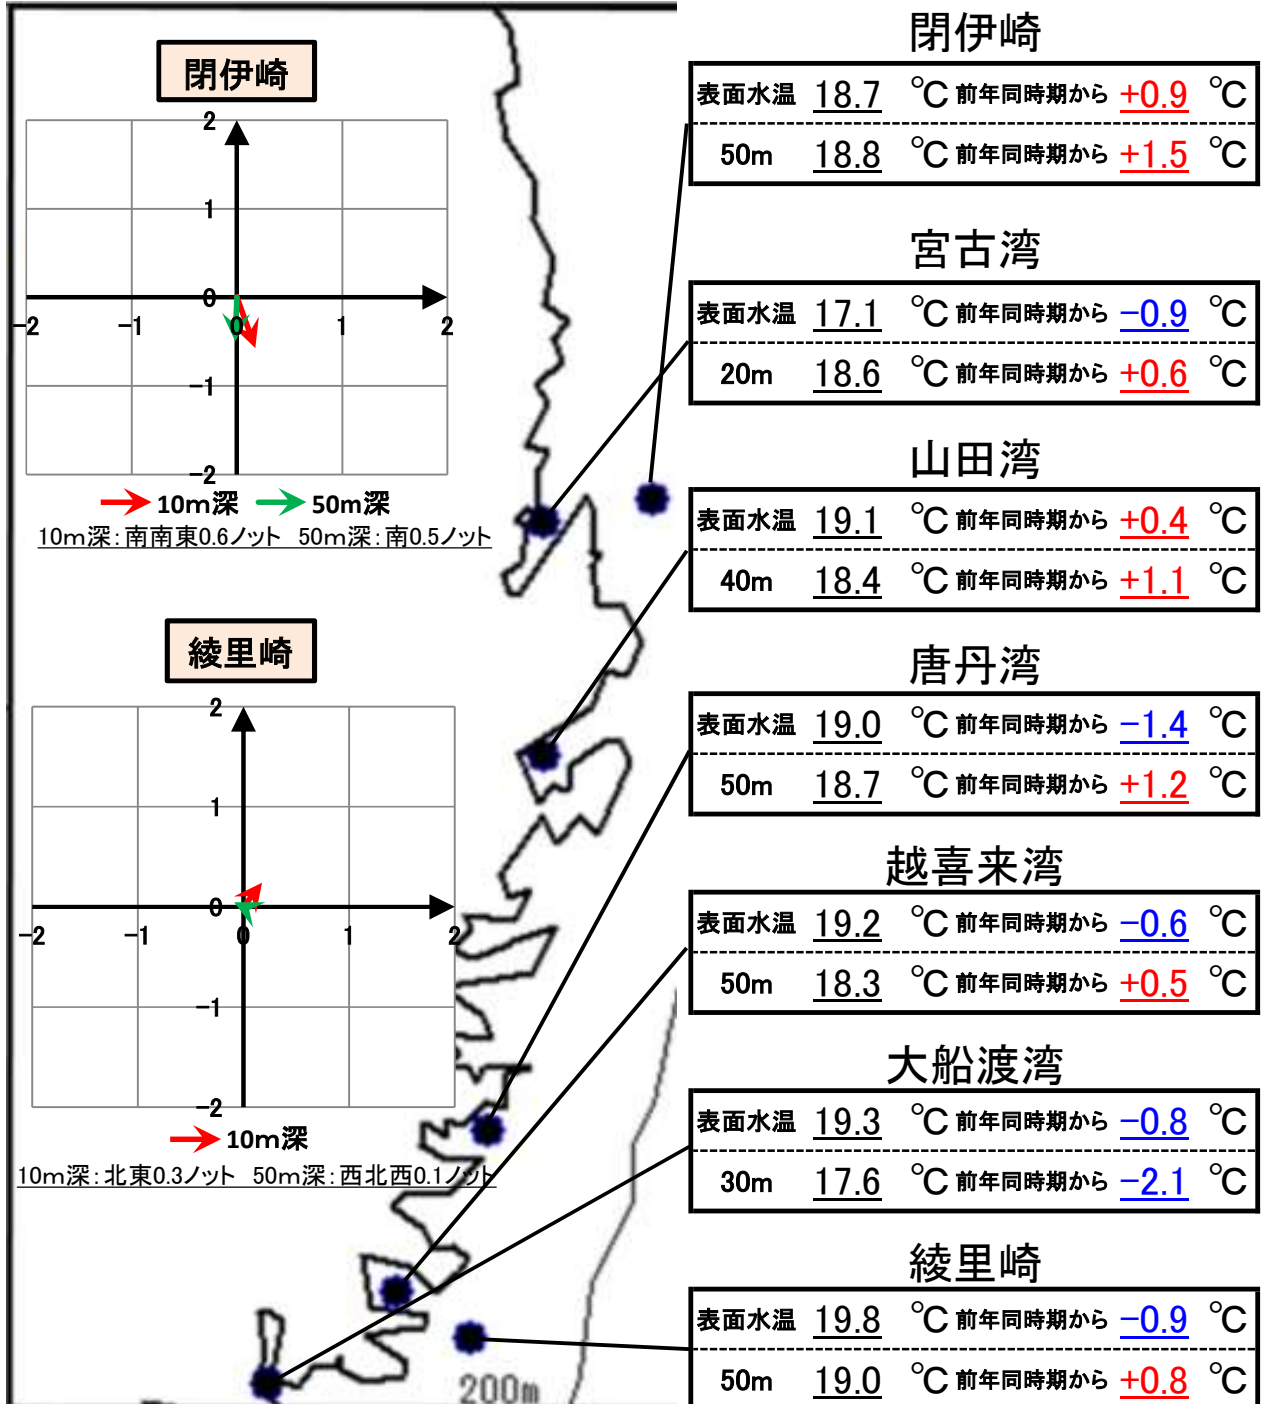 閉伊崎
2
1
0
-2
-1
0
1
2
-1
-2
10m深
50m深
10m深：南南東0.6ノット 50m深：南0.5ノット
綾里崎
2
1
0
-2
-1
0
1
2
-1
-2
10m深
10m深：北東0.3ノット 50m深：西北西0.1ノット
200m
閉伊崎
表面水温 18.7 ℃ 前年同時期から +0.9 ℃
50m 18.8 ℃ 前年同時期から +1.5 ℃
宮古湾
表面水温 17.1 ℃ 前年同時期から −0.9 ℃
20m 18.6 ℃ 前年同時期から +0.6 ℃
山田湾
表面水温 19.1 ℃ 前年同時期から +0.4 ℃
40m 18.4 ℃ 前年同時期から +1.1 ℃
唐丹湾
表面水温 19.0 ℃ 前年同時期から −1.4 ℃
50m 18.7 ℃ 前年同時期から +1.2 ℃
越喜来湾
表面水温 19.2 ℃ 前年同時期から −0.6 ℃
50m 18.3 ℃ 前年同時期から +0.5 ℃
大船渡湾
表面水温 19.3 ℃ 前年同時期から −0.8 ℃
30m 17.6 ℃ 前年同時期から −2.1 ℃
綾里崎
表面水温 19.8 ℃ 前年同時期から −0.9 ℃
50m 19.0 ℃ 前年同時期から +0.8 ℃